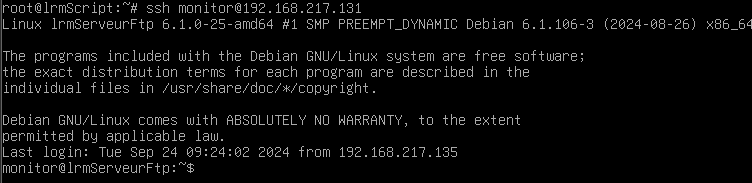 root@lrmScript:~# ssh monitor@192.168.217.131
Linux lrmServeurFtp 6.1.0-25-amd64 #1 SMP PREEMPT_DYNAMIC Debian 6.1.106-3 (2024-08-26) x86_64
The programs included with the Debian GNU/Linux system are free software;
the exact distribution terms for each program are described in the
individual files in /usr/share/doc/*/copyright.
Debian GNU/Linux comes with ABSOLUTELY NO WARRANTY, to the extent
permitted by applicable law.
Last login: Tue Sep 24 09:24:02 2024 from 192.168.217.135
monitor@lrmServeurFtp:~$